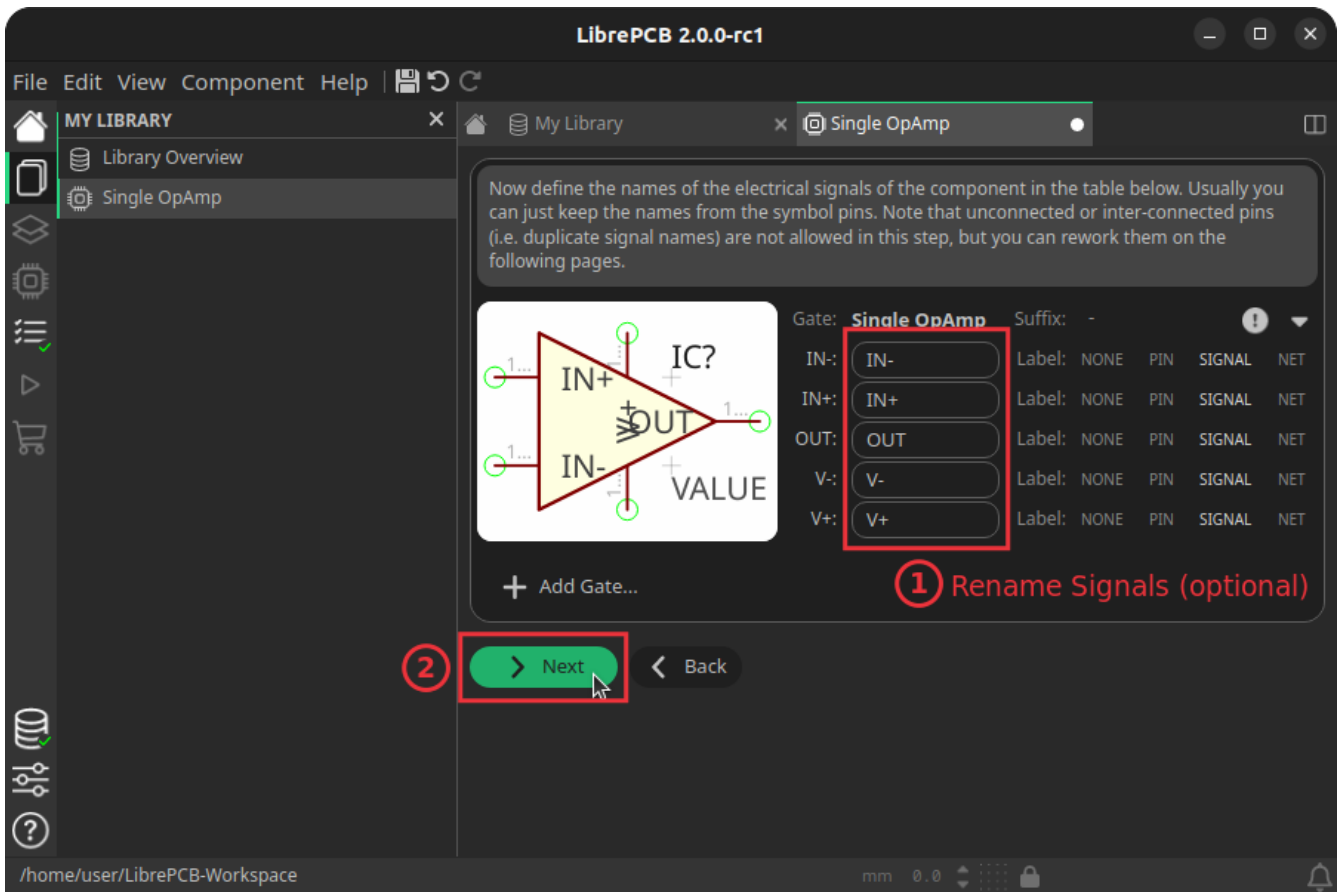 LibrePCB 2.0.0-rc1
File Edit View Component Help
MY LIBRARY
Library Overview
Single OpAmp
My Library
Single OpAmp
Now define the names of the electrical signals of the component in the table below. Usually you
can just keep the names from the symbol pins. Note that unconnected or inter-connected pins
(i.e. duplicate signal names) are not allowed in this step, but you can rework them on the
following pages.
IC?
1...
IN+
V+
OUT
1...
V-
1...
IN-
VALUE
1...
1...
Gate: Single OpAmp Suffix: -
IN-: IN- Label: NONE PIN SIGNAL NET
IN+: IN+ Label: NONE PIN SIGNAL NET
OUT: OUT Label: NONE PIN SIGNAL NET
V-: V- Label: NONE PIN SIGNAL NET
V+: V+ Label: NONE PIN SIGNAL NET
Add Gate...
1 Rename Signals (optional)
2
Next
Back
/home/user/LibrePCB-Workspace
mm 0.0